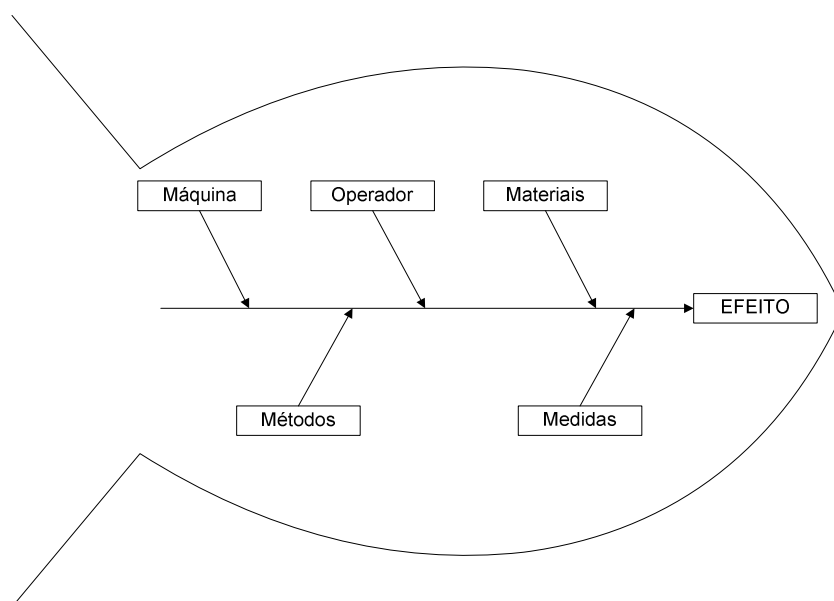 Máquina
Operador
Materiais
EFEITO
Métodos
Medidas